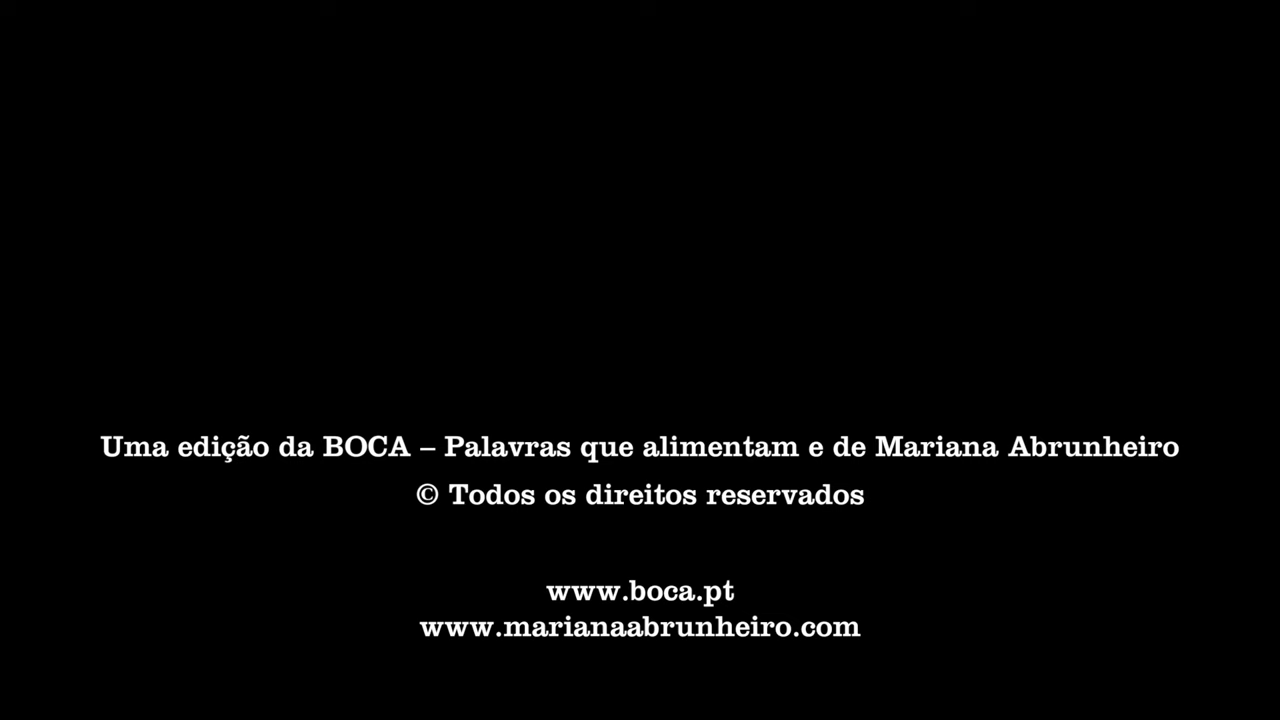 Uma edição da BOCA – Palavras que alimentam e de Mariana Abrunheiro
© Todos os direitos reservados
www.boca.pt
www.marianaabrunheiro.com